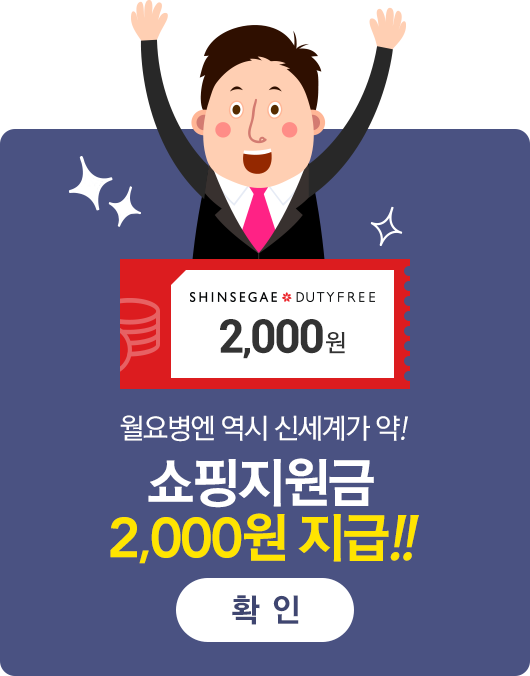 SHINSEGAE DUTYFREE
2,000원
월요병엔 역시 신세계가 약!
쇼핑지원금
2,000원 지급!!
확 인